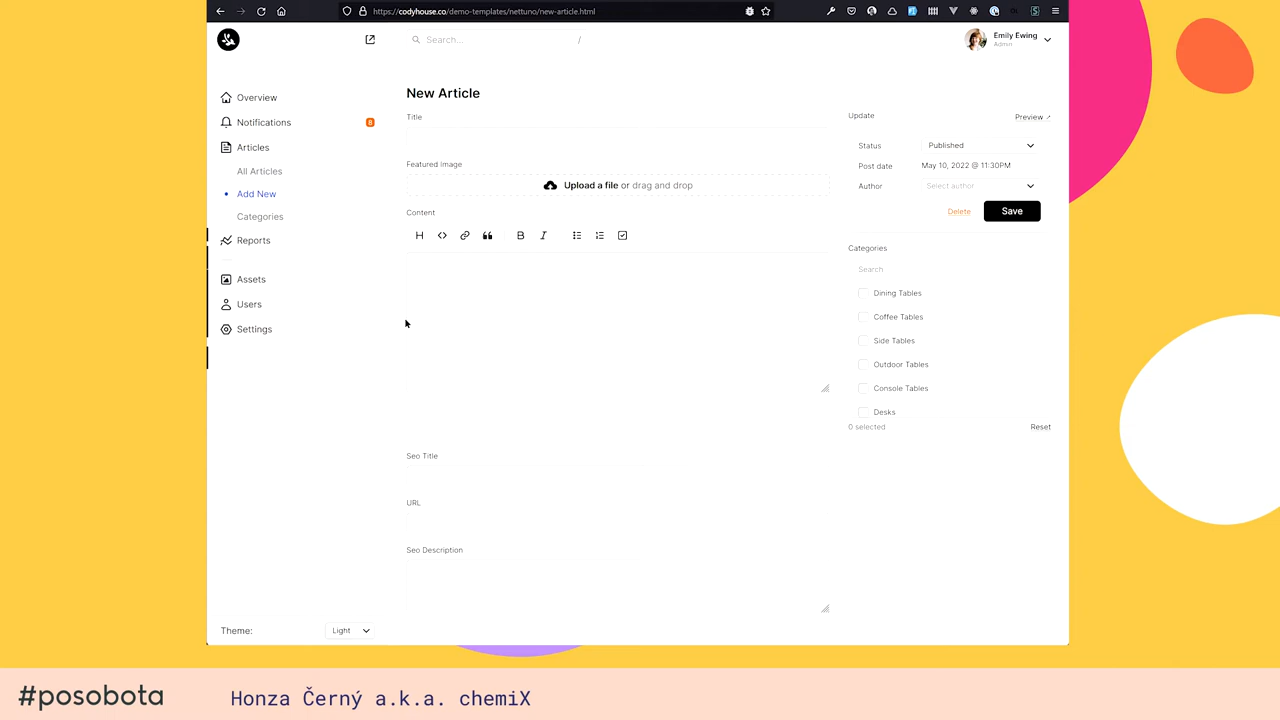 https://codyhouse.co/demo-templates/nettuno/new-article.html
Search...
/
Emily Ewing
Admin
Overview
Notifications
8
Articles
All Articles
Add New
Categories
Reports
Assets
Users
Settings
Theme:
Light
New Article
Title
Featured Image
Upload a file or drag and drop
Content
H
B
I
Seo Title
URL
Seo Description
Update
Preview
Status
Published
Post date
May 10, 2022 @ 11:30PM
Author
Select author
Delete
Save
Categories
Search
Dining Tables
Coffee Tables
Side Tables
Outdoor Tables
Console Tables
Desks
0 selected
Reset
#posobota
Honza Černý a.k.a. chemiX